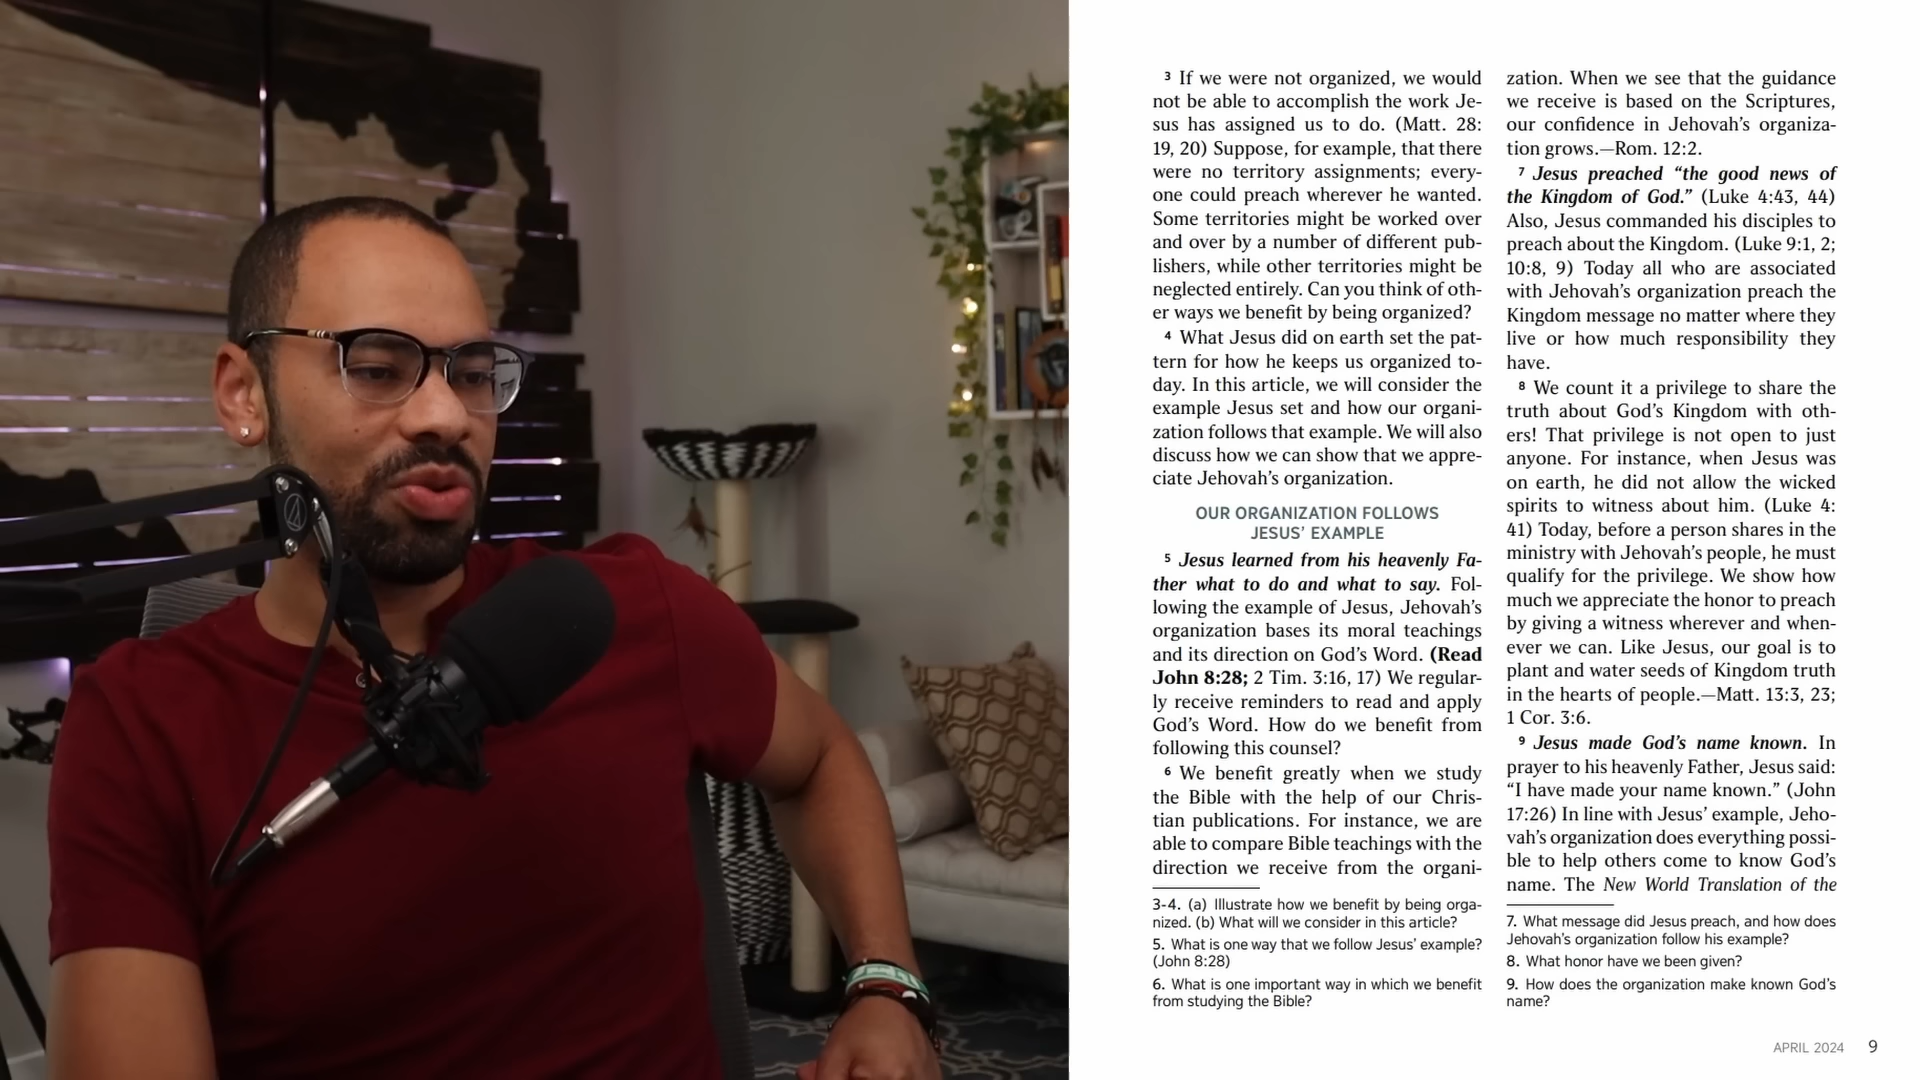 3 If we were not organized, we would
not be able to accomplish the work Je-
sus has assigned us to do. (Matt. 28:
19, 20) Suppose, for example, that there
were no territory assignments; every-
one could preach wherever he wanted.
Some territories might be worked over
and over by a number of different pub-
lishers, while other territories might be
neglected entirely. Can you think of oth-
er ways we benefit by being organized?
4 What Jesus did on earth set the pat-
tern for how he keeps us organized to-
day. In this article, we will consider the
example Jesus set and how our organi-
zation follows that example. We will also
discuss how we can show that we appre-
ciate Jehovah’s organization.
OUR ORGANIZATION FOLLOWS
JESUS’ EXAMPLE
5 Jesus learned from his heavenly Fa-
ther what to do and what to say. Fol-
lowing the example of Jesus, Jehovah’s
organization bases its moral teachings
and its direction on God’s Word. (Read
John 8:28; 2 Tim. 3:16, 17) We regular-
ly receive reminders to read and apply
God’s Word. How do we benefit from
following this counsel?
6 We benefit greatly when we study
the Bible with the help of our Chris-
tian publications. For instance, we are
able to compare Bible teachings with the
direction we receive from the organi-
3-4. (a) Illustrate how we benefit by being orga-
nized. (b) What will we consider in this article?
5. What is one way that we follow Jesus’ example?
(John 8:28)
6. What is one important way in which we benefit
from studying the Bible?
zation. When we see that the guidance
we receive is based on the Scriptures,
our confidence in Jehovah’s organiza-
tion grows.—Rom. 12:2.
7 Jesus preached “the good news of
the Kingdom of God.” (Luke 4:43, 44)
Also, Jesus commanded his disciples to
preach about the Kingdom. (Luke 9:1, 2;
10:8, 9) Today all who are associated
with Jehovah’s organization preach the
Kingdom message no matter where they
live or how much responsibility they
have.
8 We count it a privilege to share the
truth about God’s Kingdom with oth-
ers! That privilege is not open to just
anyone. For instance, when Jesus was
on earth, he did not allow the wicked
spirits to witness about him. (Luke 4:
41) Today, before a person shares in the
ministry with Jehovah’s people, he must
qualify for the privilege. We show how
much we appreciate the honor to preach
by giving a witness wherever and when-
ever we can. Like Jesus, our goal is to
plant and water seeds of Kingdom truth
in the hearts of people.—Matt. 13:3, 23;
1 Cor. 3:6.
9 Jesus made God’s name known. In
prayer to his heavenly Father, Jesus said:
“I have made your name known.” (John
17:26) In line with Jesus’ example, Jeho-
vah’s organization does everything possi-
ble to help others come to know God’s
name. The New World Translation of the
7. What message did Jesus preach, and how does
Jehovah’s organization follow his example?
8. What honor have we been given?
9. How does the organization make known God’s
name?
APRIL 2024 9